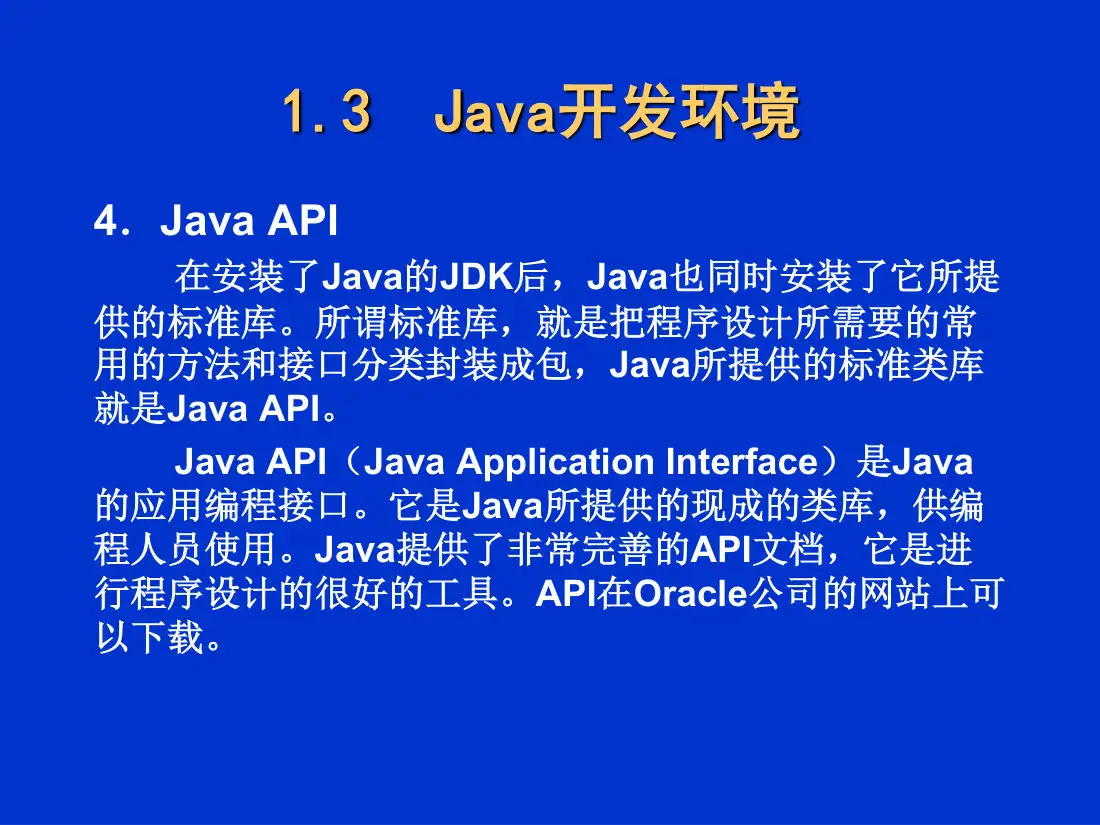 1.3 Java开发环境
4．Java API
在安装了Java的JDK后，Java也同时安装了它所提
供的标准库。所谓标准库，就是把程序设计所需要的常
用的方法和接口分类封装成包，Java所提供的标准类库
就是Java API。
Java API（Java Application Interface）是Java
的应用编程接口。它是Java所提供的现成的类库，供编
程人员使用。Java提供了非常完善的API文档，它是进
行程序设计的很好的工具。API在Oracle公司的网站上可
以下载。